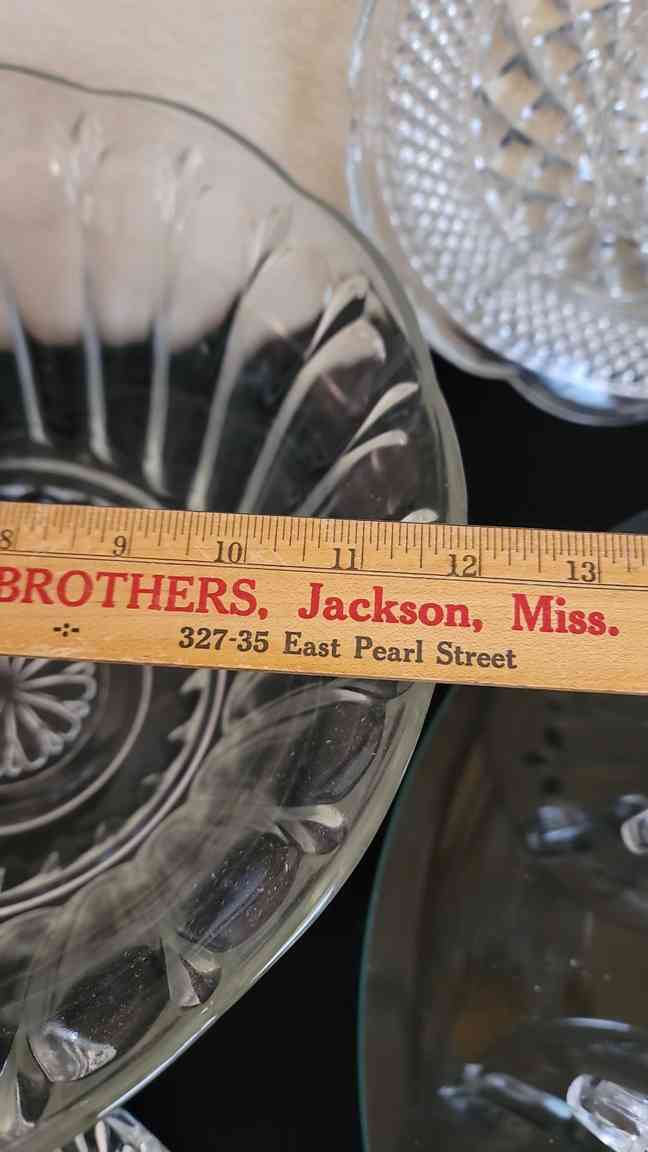 8 9 10 11 12 13
BROTHERS, Jackson, Miss.
327-35 East Pearl Street